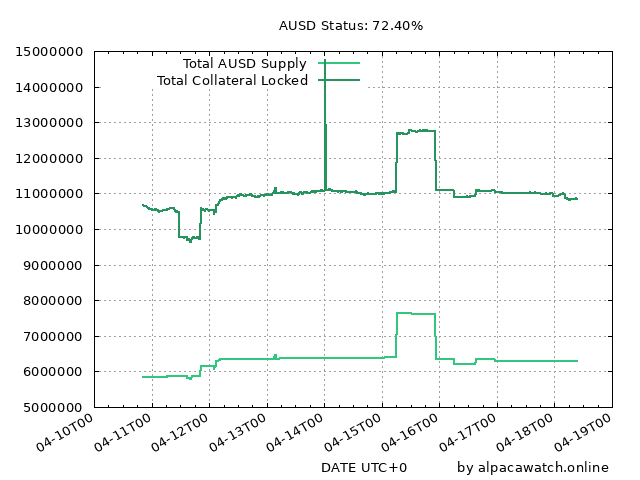 AUSD Status: 72.40%
15000000
14000000
13000000
12000000
11000000
10000000
9000000
8000000
7000000
6000000
5000000
Total AUSD Supply
Total Collateral Locked
04-10T00
04-11T00
04-12T00
04-13T00
04-14T00
04-15T00
04-16T00
04-17T00
04-18T00
04-19T00
DATE UTC+0
by alpacawatch.online